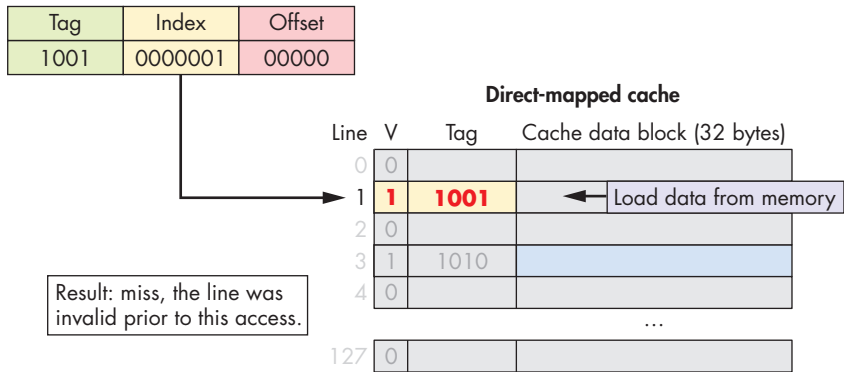 Tag Index Offset
1001 0000001 00000
Direct-mapped cache
Line V Tag Cache data block (32 bytes)
0 0
1 1 1001 Load data from memory
2 0
3 1 1010
4 0
Result: miss, the line was
invalid prior to this access.
...
127 0